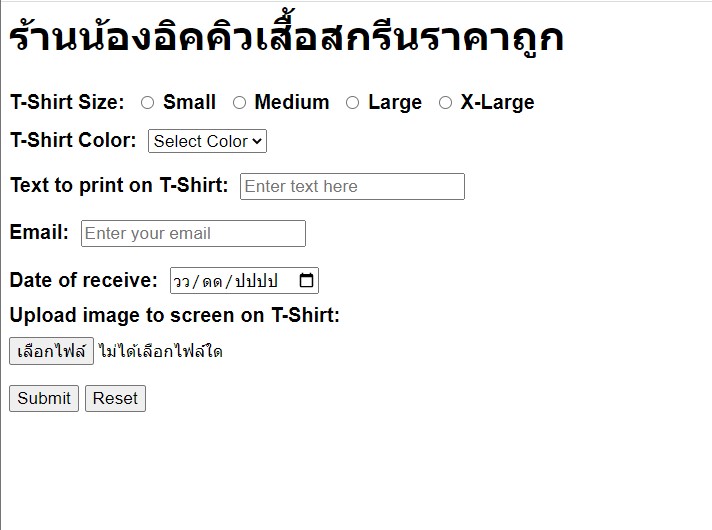 ร้านน้องอิคคิวเสื้อสกรีนราคาถูก
T-Shirt Size: Small Medium Large X-Large
T-Shirt Color: Select Color
Text to print on T-Shirt: Enter text here
Email: Enter your email
Date of receive: วว/ดด/ปปปป
Upload image to screen on T-Shirt:
เลือกไฟล์ ไม่ได้เลือกไฟล์ใด
Submit Reset